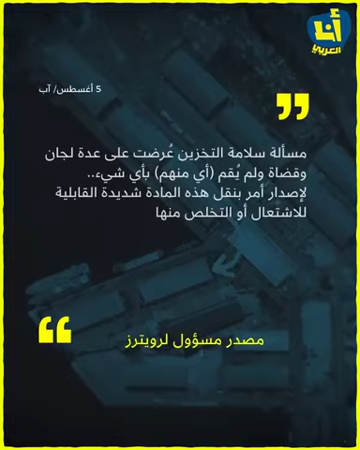 أنا
العربي
5 أغسطس/ آب
”
مسألة سلامة التخزين عُرضت على عدة لجان
وقضاة ولم يُقم (أي منهم) بأي شيء..
لإصدار أمر بنقل هذه المادة شديدة القابلية
للاشتعال أو التخلص منها
مصدر مسؤول لرويترز
“